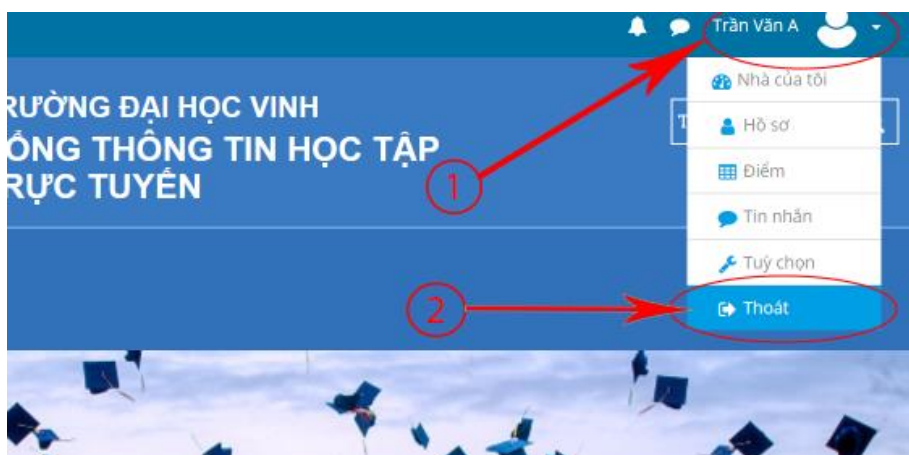 Trần Văn A
Nhà của tôi
RƯỜNG ĐẠI HỌC VINH
ỔNG THÔNG TIN HỌC TẬP
RỰC TUYẾN
T
Hồ sơ
Điểm
Tin nhắn
Tuỳ chọn
Thoát
1
2